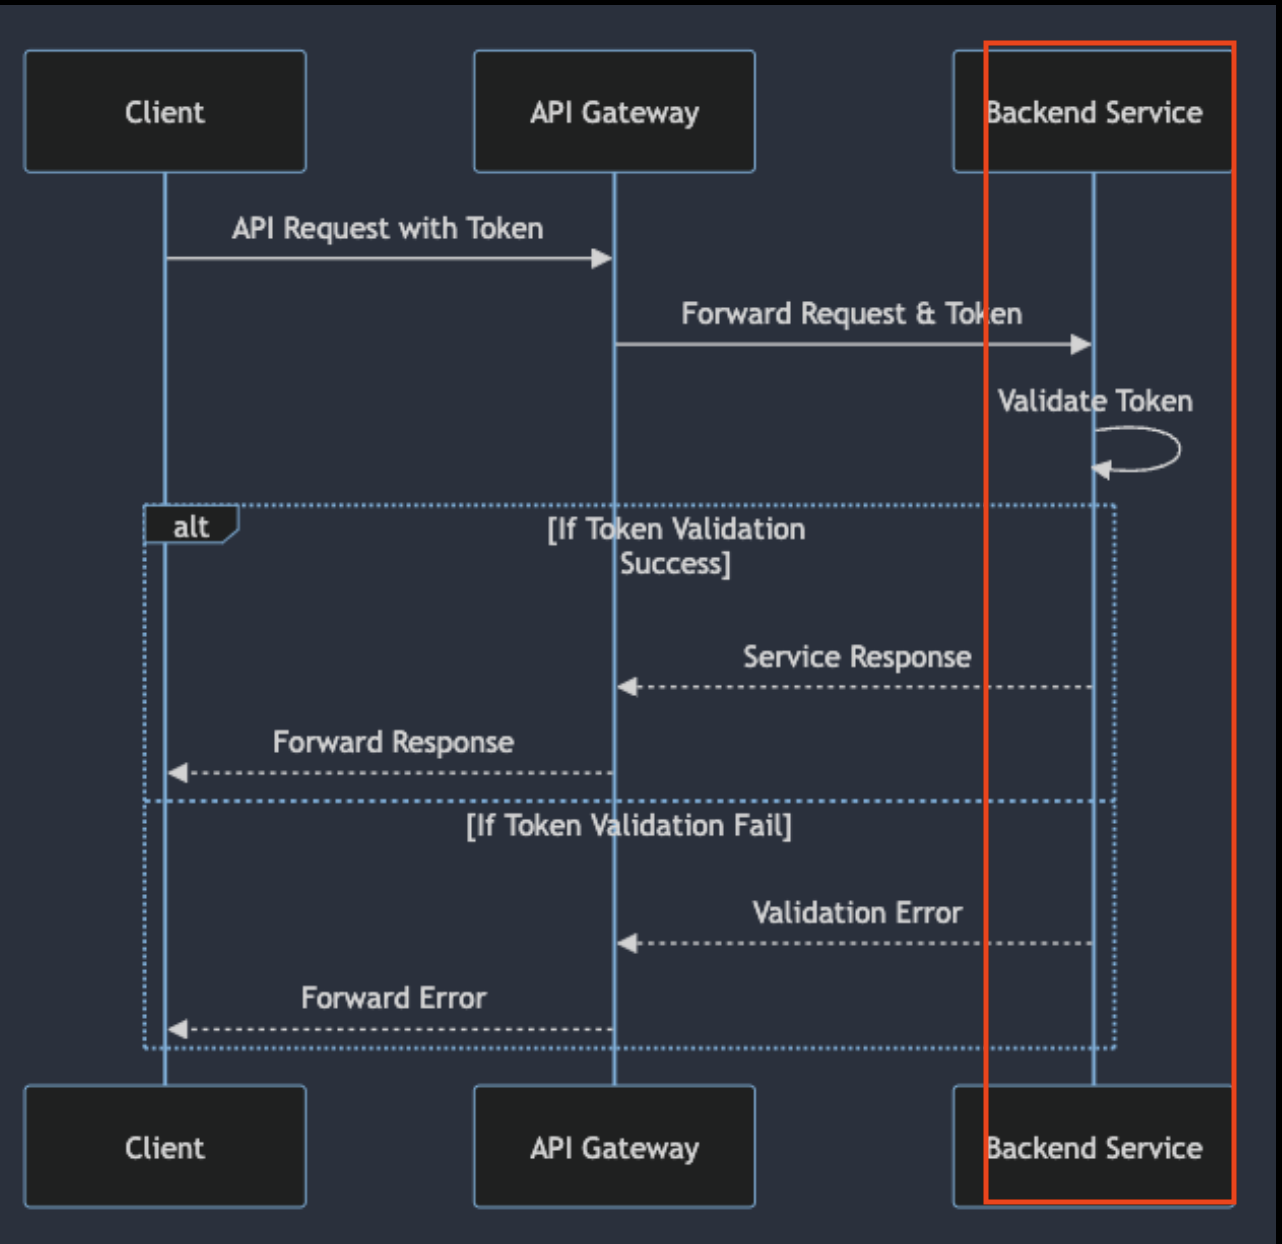 Client
API Gateway
Backend Service
API Request with Token
Forward Request & Token
Validate Token
alt
[If Token Validation
Success]
Service Response
Forward Response
[If Token Validation Fail]
Validation Error
Forward Error
Client
API Gateway
Backend Service